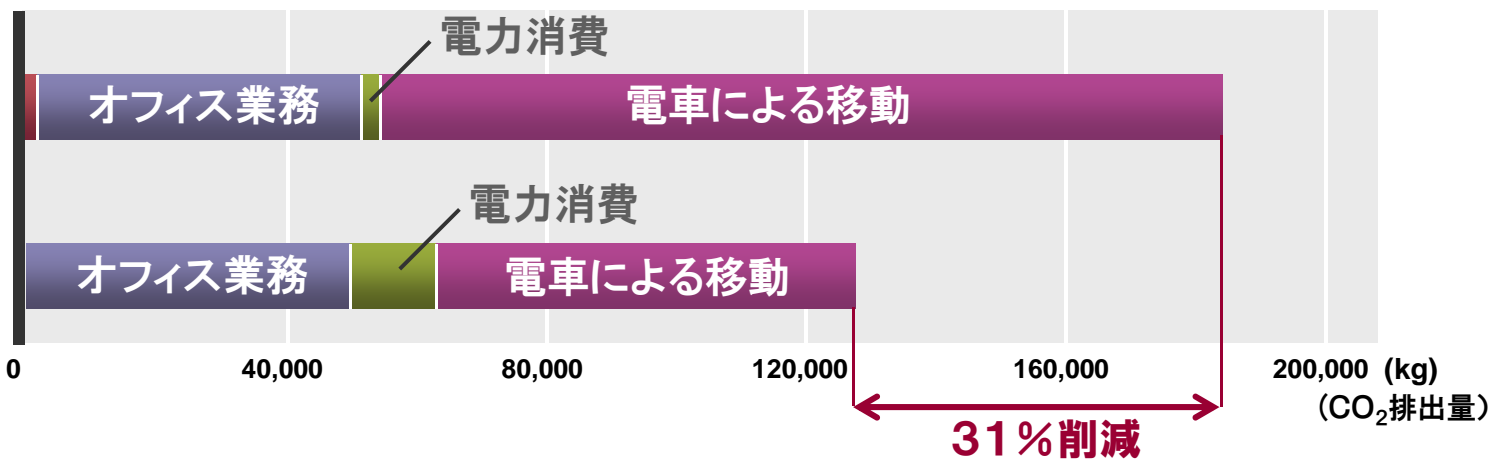 電力消費
オフィス業務
電車による移動
電力消費
オフィス業務
電車による移動
0
40,000
80,000
120,000
160,000
200,000 (kg)
（CO₂排出量）
31％削減